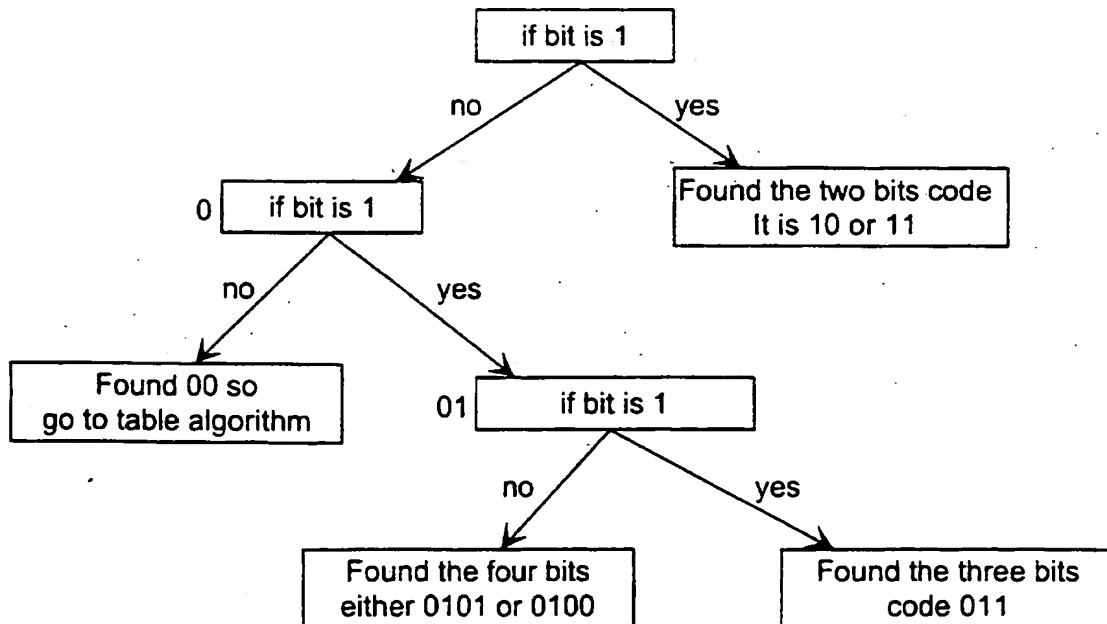 if bit is 1
no
yes
0
if bit is 1
Found the two bits code
It is 10 or 11
no
yes
Found 00 so
go to table algorithm
01
if bit is 1
no
yes
Found the four bits
either 0101 or 0100
Found the three bits
code 011